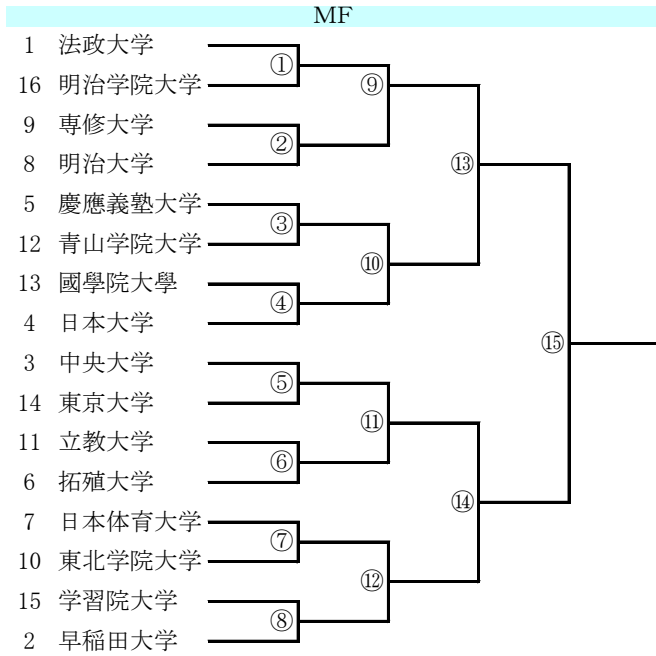 MF
1 法政大学
①
16 明治学院大学
⑨
9 専修大学
②
8 明治大学
⑬
5 慶應義塾大学
③
12 青山学院大学
⑩
13 國學院大學
④
4 日本大学
⑮
3 中央大学
⑤
14 東京大学
⑪
11 立教大学
⑥
6 拓殖大学
⑭
7 日本体育大学
⑦
10 東北学院大学
⑫
15 学習院大学
⑧
2 早稲田大学